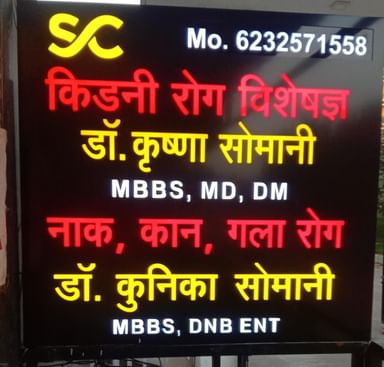 SC
Mo. 6232571558
किडनी रोग विशेषज्ञ
डॉ. कृष्णा सोमानी
MBBS, MD, DM
नाक, कान, गला रोग
डॉ. कुनिका सोमानी
MBBS, DNB ENT